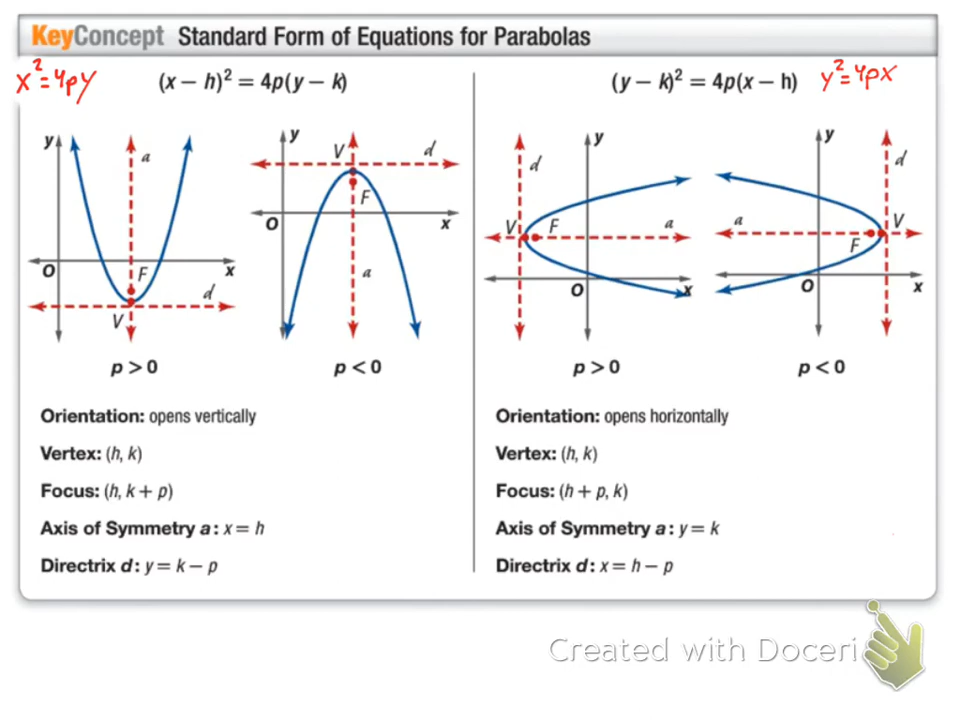 KeyConcept Standard Form of Equations for Parabolas
x² = 4py
(x – h)² = 4p(y – k)
y
a
O
F
x
d
V
p > 0
y
V
d
F
O
x
a
p < 0
Orientation: opens vertically
Vertex: (h, k)
Focus: (h, k + p)
Axis of Symmetry a: x = h
Directrix d: y = k – p
(y – k)² = 4p(x – h)
y² = 4px
y
d
V
F
a
O
x
p > 0
y
d
a
V
F
O
x
p < 0
Orientation: opens horizontally
Vertex: (h, k)
Focus: (h + p, k)
Axis of Symmetry a: y = k
Directrix d: x = h – p
Created with Doceri